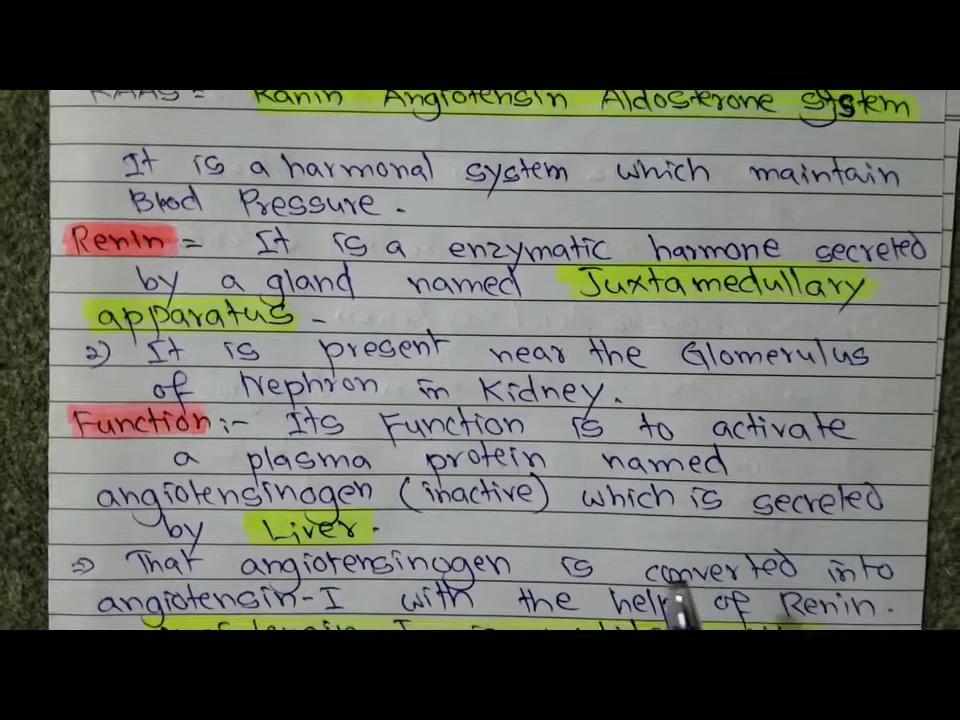 RAAS = Ranin Angiotensin Aldosterone system
It is a harmonal system which maintain
Blood Pressure.
Renin = It is a enzymatic harmone secreted
by a gland named Juxtamedullary
apparatus -
2) It is present near the Glomerulus
of Nephron in Kidney.
Function :- Its Function is to activate
a plasma protein named
angiotensinogen (inactive) which is secreted
by Liver.
⇒ That angiotensinogen is converted into
angiotensin-I with the help of Renin.